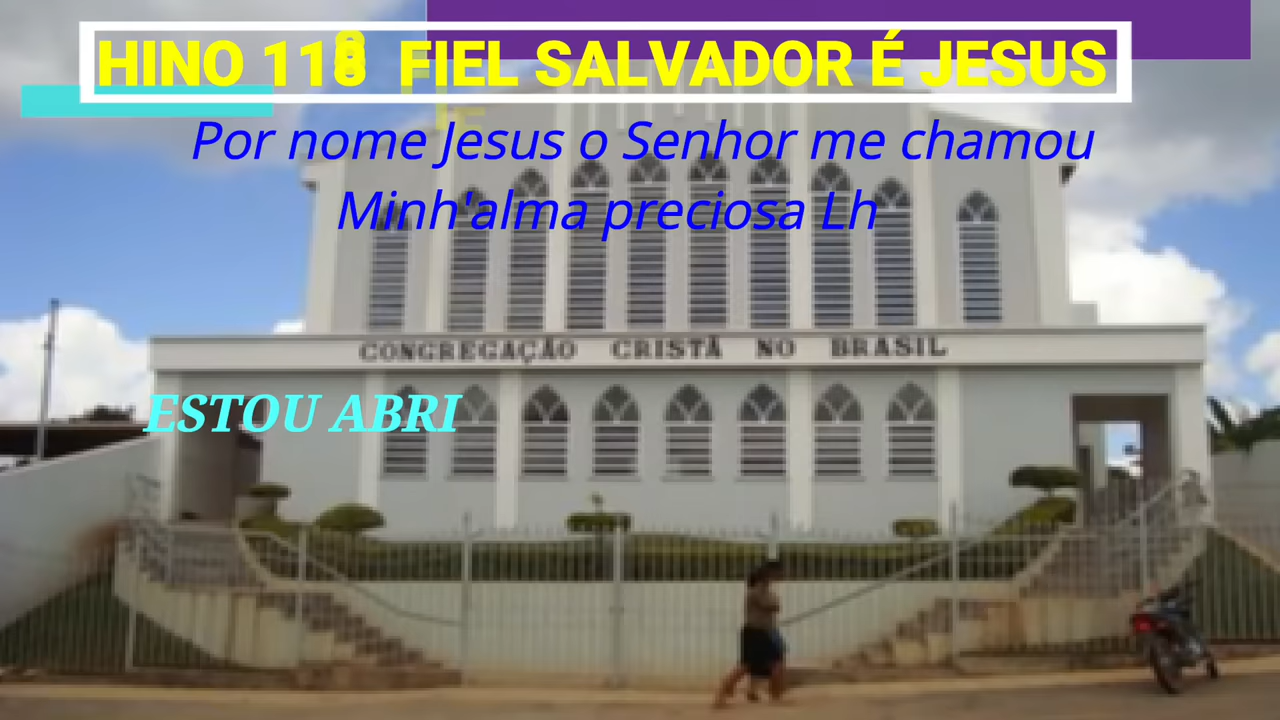 HINO 118 FIEL SALVADOR É JESUS
Por nome Jesus o Senhor me chamou
Minh'alma preciosa Lh
CONGREGAÇÃO CRISTÃ NO BRASIL
ESTOU ABRI